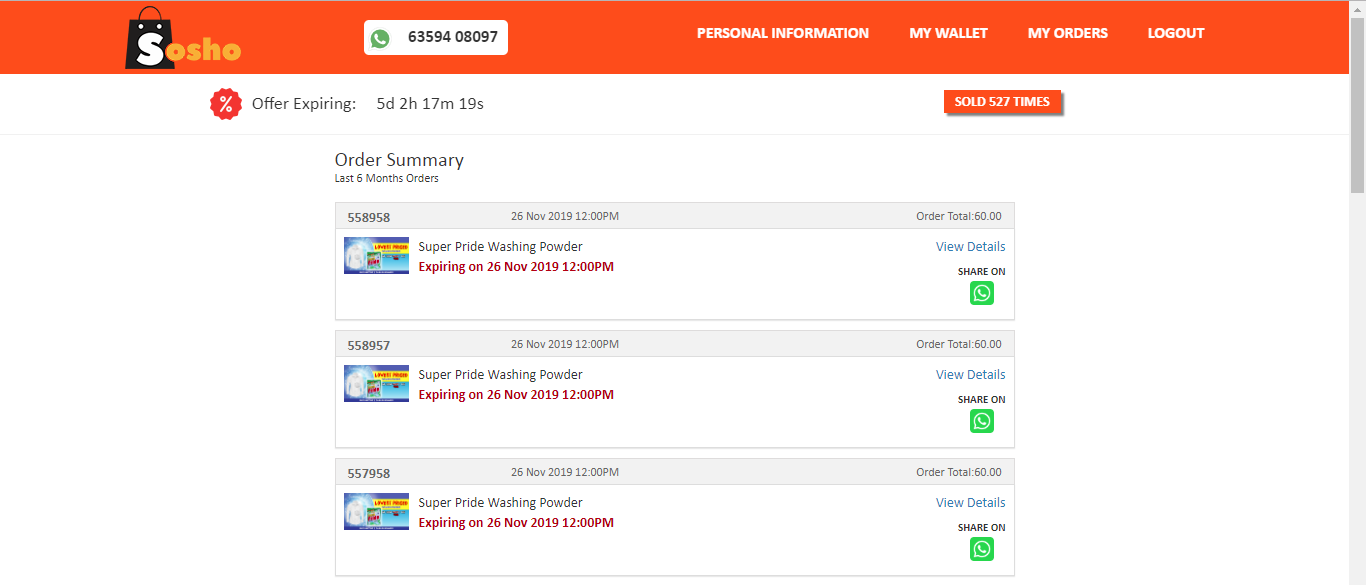 Sosho
63594 08097
PERSONAL INFORMATION
MY WALLET
MY ORDERS
LOGOUT
%
Offer Expiring: 5d 2h 17m 19s
SOLD 527 TIMES
Order Summary
Last 6 Months Orders
558958 26 Nov 2019 12:00PM Order Total:60.00
Super Pride Washing Powder View Details
Expiring on 26 Nov 2019 12:00PM
SHARE ON
558957 26 Nov 2019 12:00PM Order Total:60.00
Super Pride Washing Powder View Details
Expiring on 26 Nov 2019 12:00PM
SHARE ON
557958 26 Nov 2019 12:00PM Order Total:60.00
Super Pride Washing Powder View Details
Expiring on 26 Nov 2019 12:00PM
SHARE ON